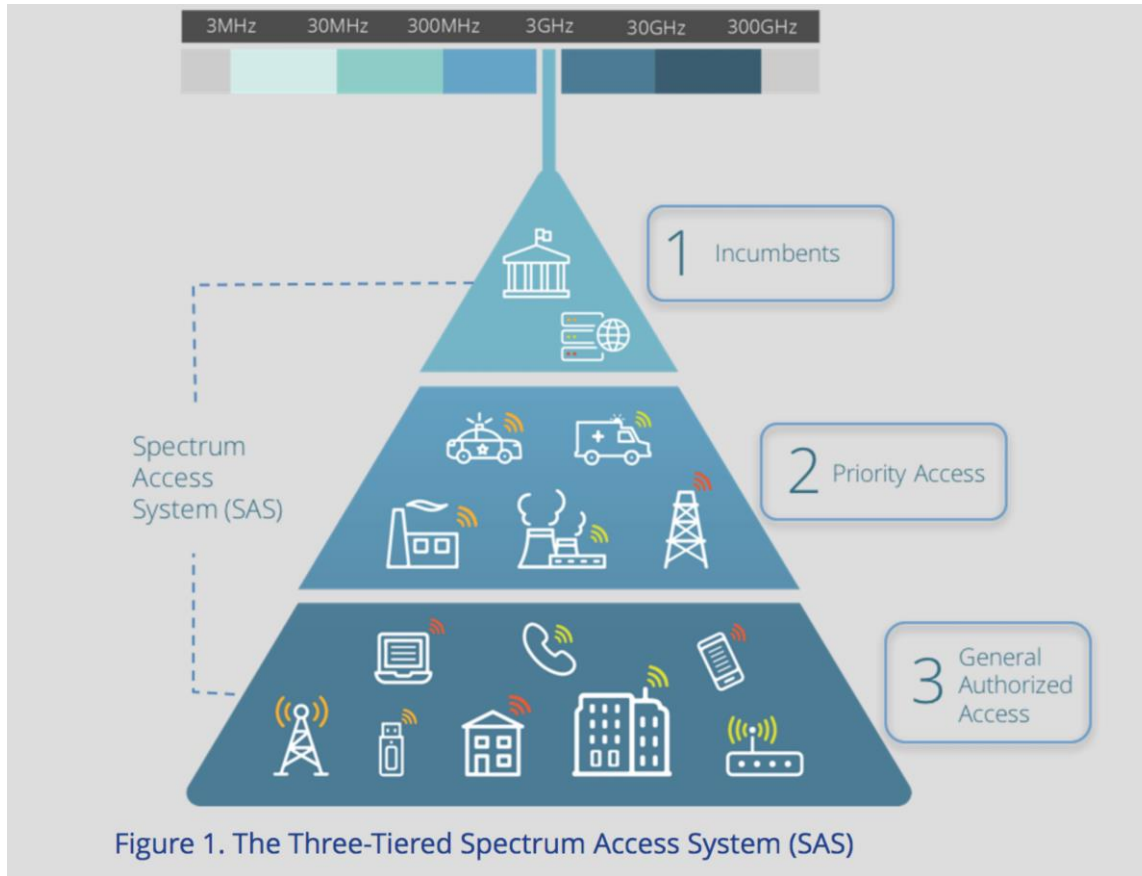 3MHz 30MHz 300MHz 3GHz 30GHz 300GHz
1 Incumbents
Spectrum
Access
System (SAS)
2 Priority Access
3 General
Authorized
Access
Figure 1. The Three-Tiered Spectrum Access System (SAS)